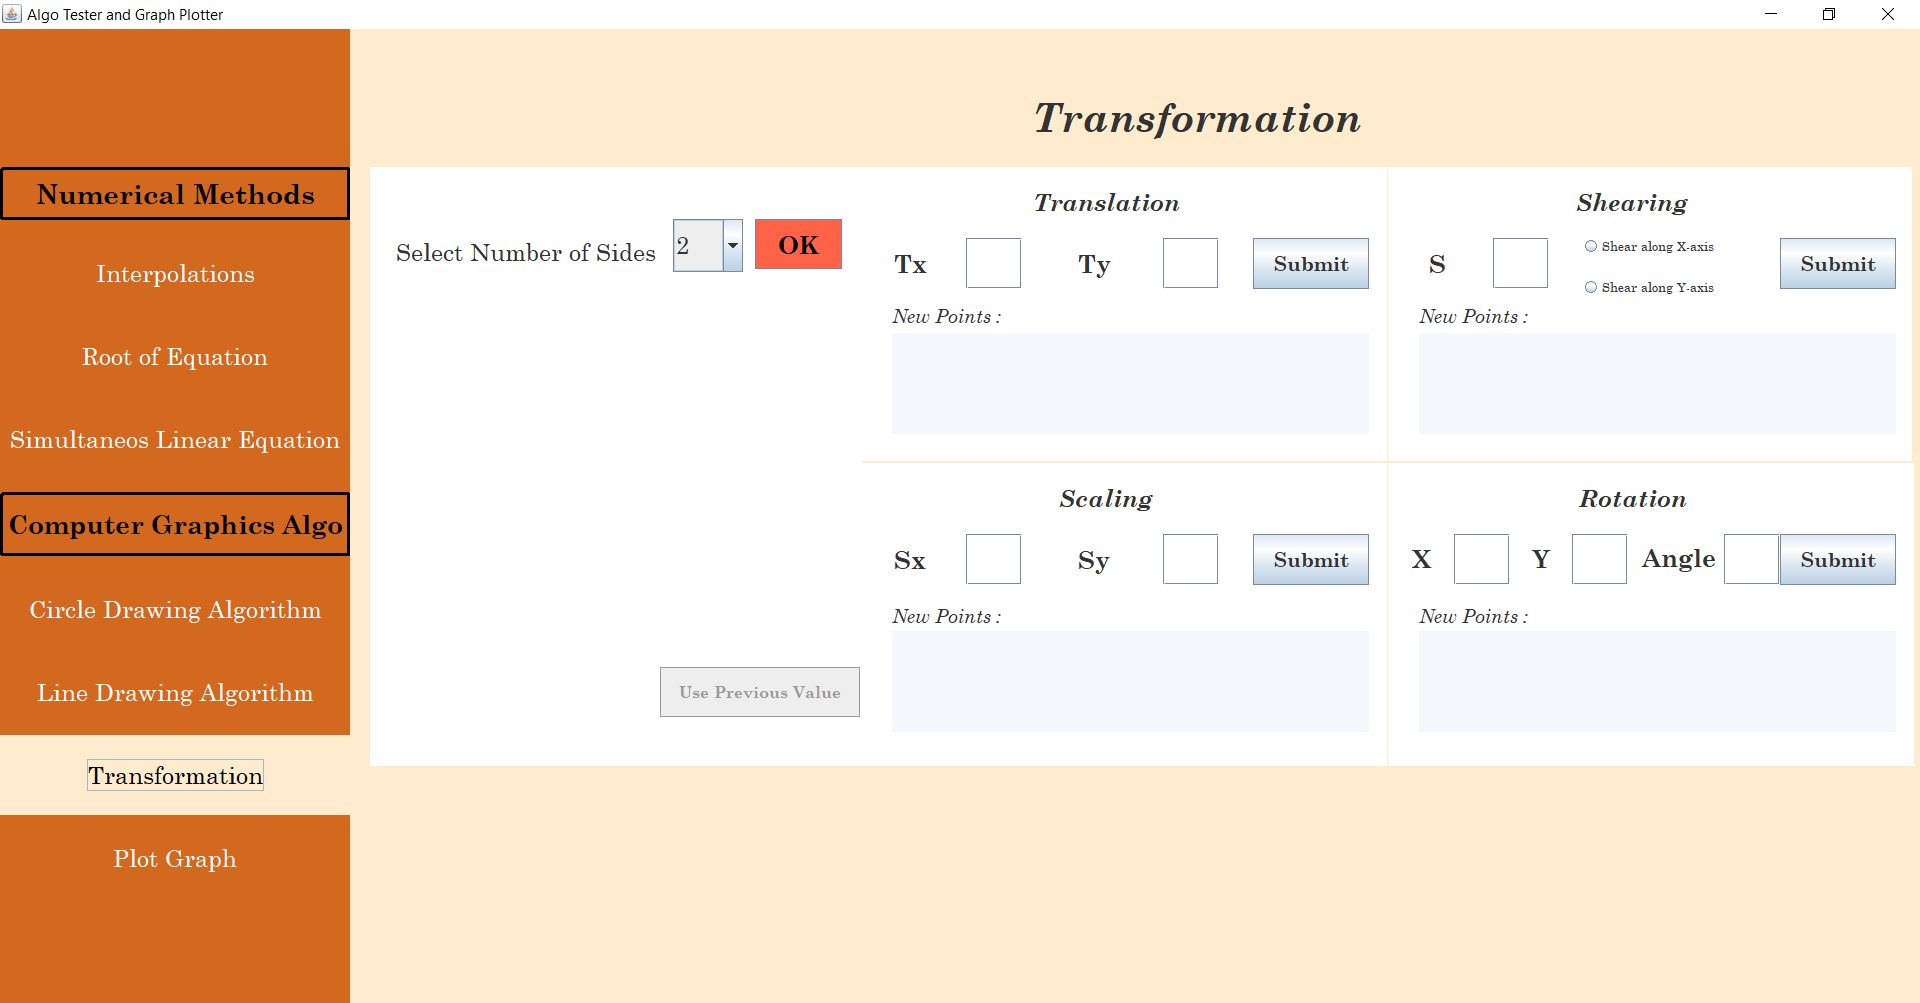 Algo Tester and Graph Plotter
Numerical Methods
Interpolations
Root of Equation
Simultaneos Linear Equation
Computer Graphics Algo
Circle Drawing Algorithm
Line Drawing Algorithm
Transformation
Plot Graph
Transformation
Select Number of Sides 2 OK
Use Previous Value
Translation
Tx Ty Submit
New Points :
Shearing
S Shear along X-axis Submit
Shear along Y-axis
New Points :
Scaling
Sx Sy Submit
New Points :
Rotation
X Y Angle Submit
New Points :